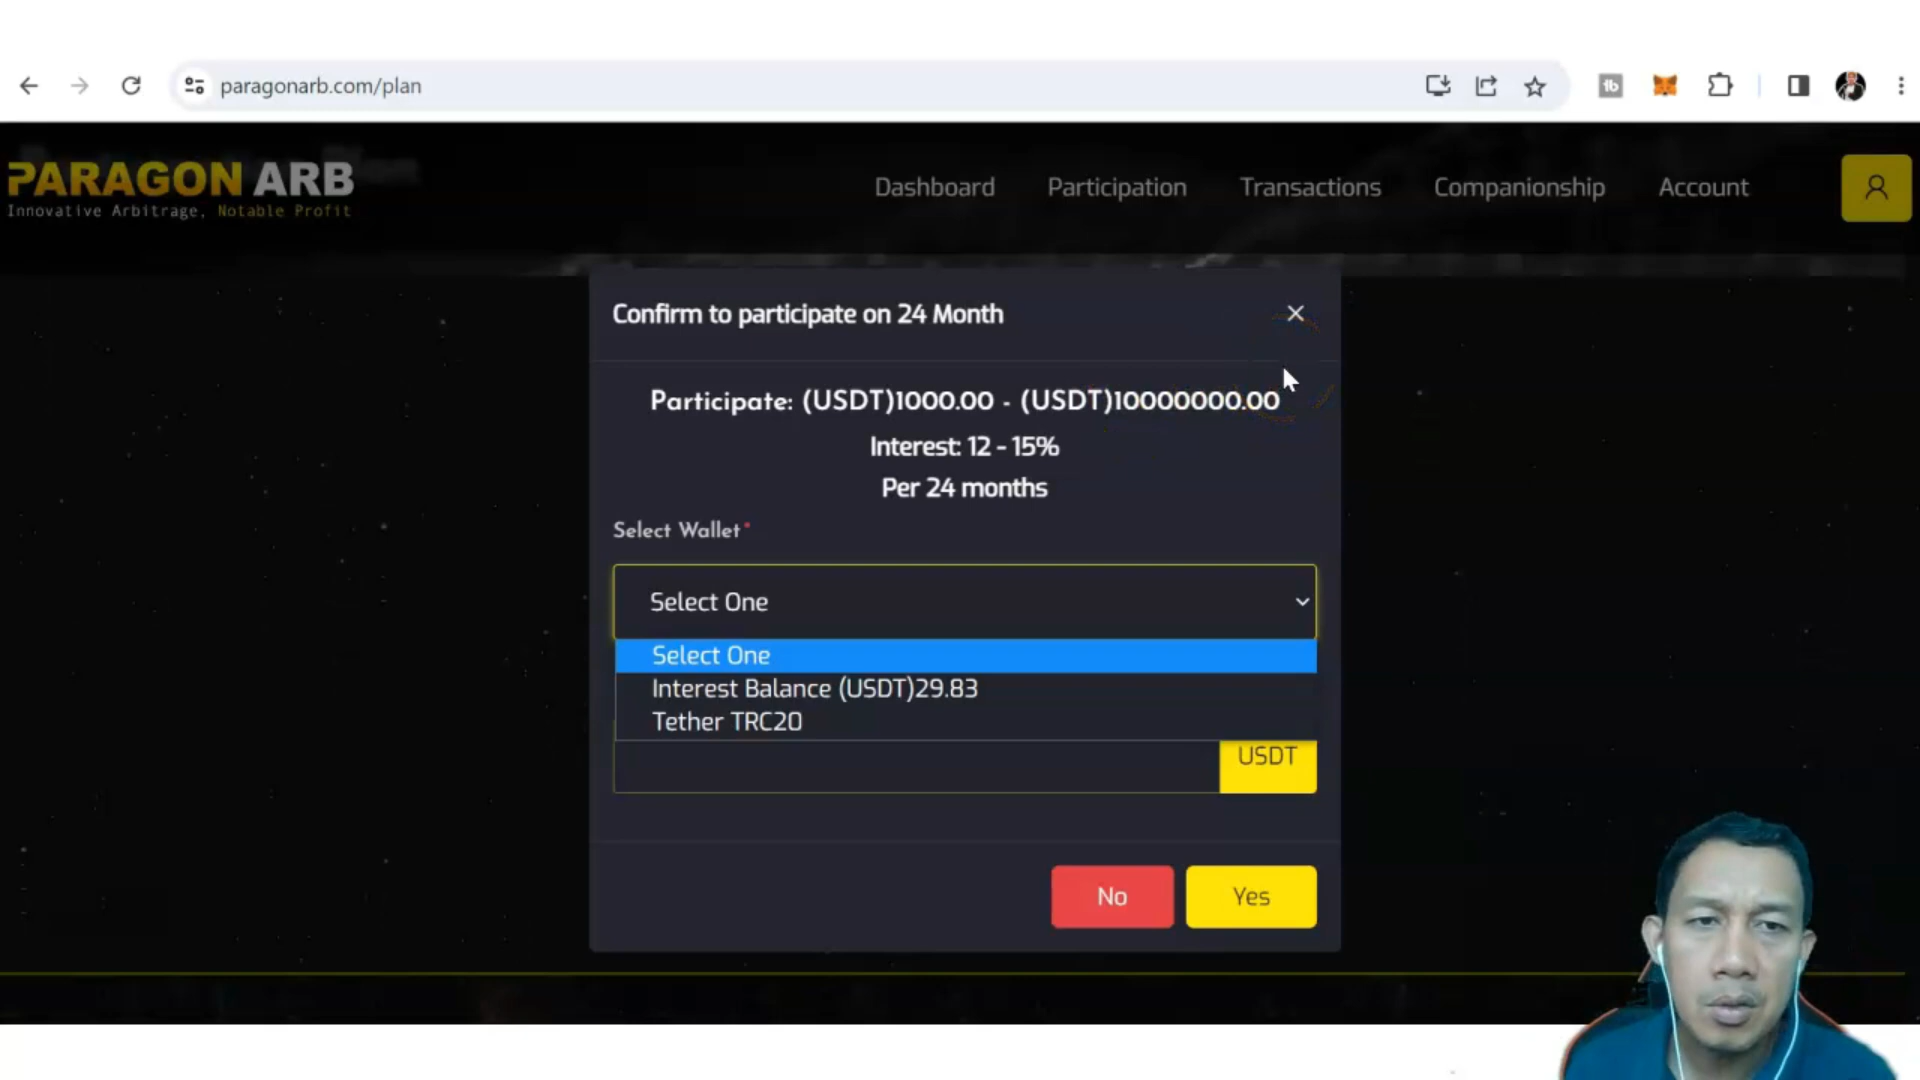 paragonarb.com/plan
PARAGON ARB
Innovative Arbitrage, Notable Profit
Dashboard
Participation
Transactions
Companionship
Account
Confirm to participate on 24 Month
Participate: (USDT)1000.00 - (USDT)10000000.00
Interest: 12 - 15%
Per 24 months
Select Wallet*
Select One
Select One
Interest Balance (USDT)29.83
Tether TRC20
USDT
No
Yes